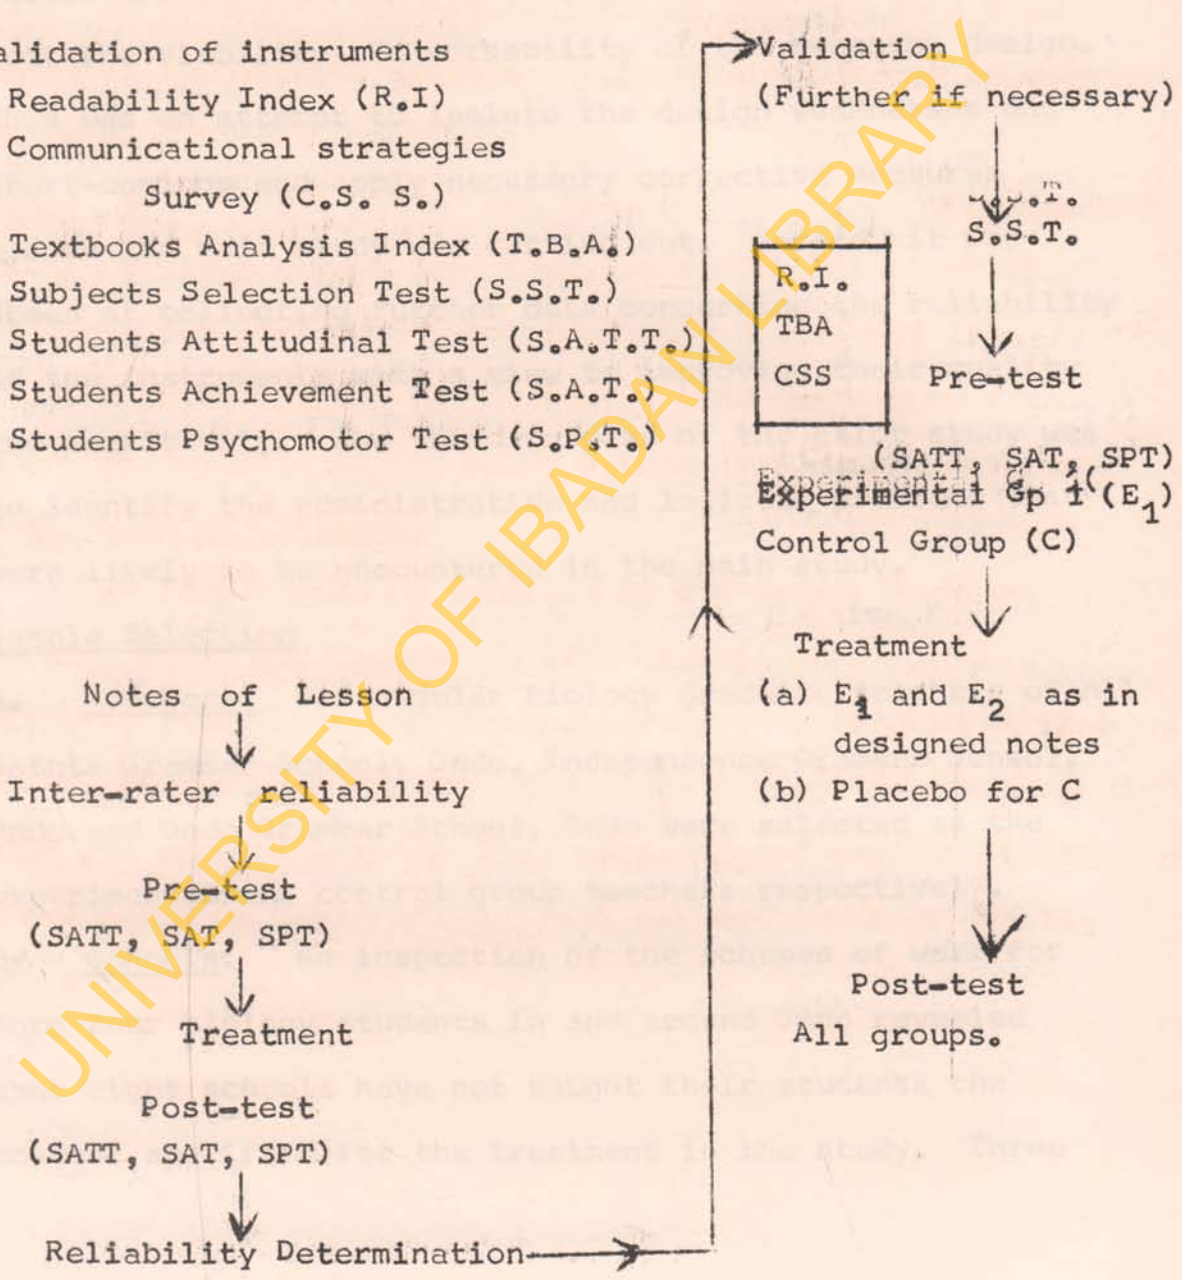 alidation of instruments
Readability Index (R.I)
Communicational strategies
Survey (C.S. S.)
Textbooks Analysis Index (T.B.A.)
Subjects Selection Test (S.S.T.)
Students Attitudinal Test (S.A.T.T.)
Students Achievement Test (S.A.T.)
Students Psychomotor Test (S.P.T.)
Notes of Lesson
Inter-rater reliability
Pre-test
(SATT, SAT, SPT)
Treatment
Post-test
(SATT, SAT, SPT)
Reliability Determination
Validation
(Further if necessary)
S.S.T.
R.I.
TBA
CSS
Pre-test
(SATT, SAT, SPT)
Experimental Gp 1 (E1)
Control Group (C)
Treatment
(a) E1 and E2 as in
designed notes
(b) Placebo for C
Post-test
All groups.
UNIVERSITY OF IBADAN LIBRARY